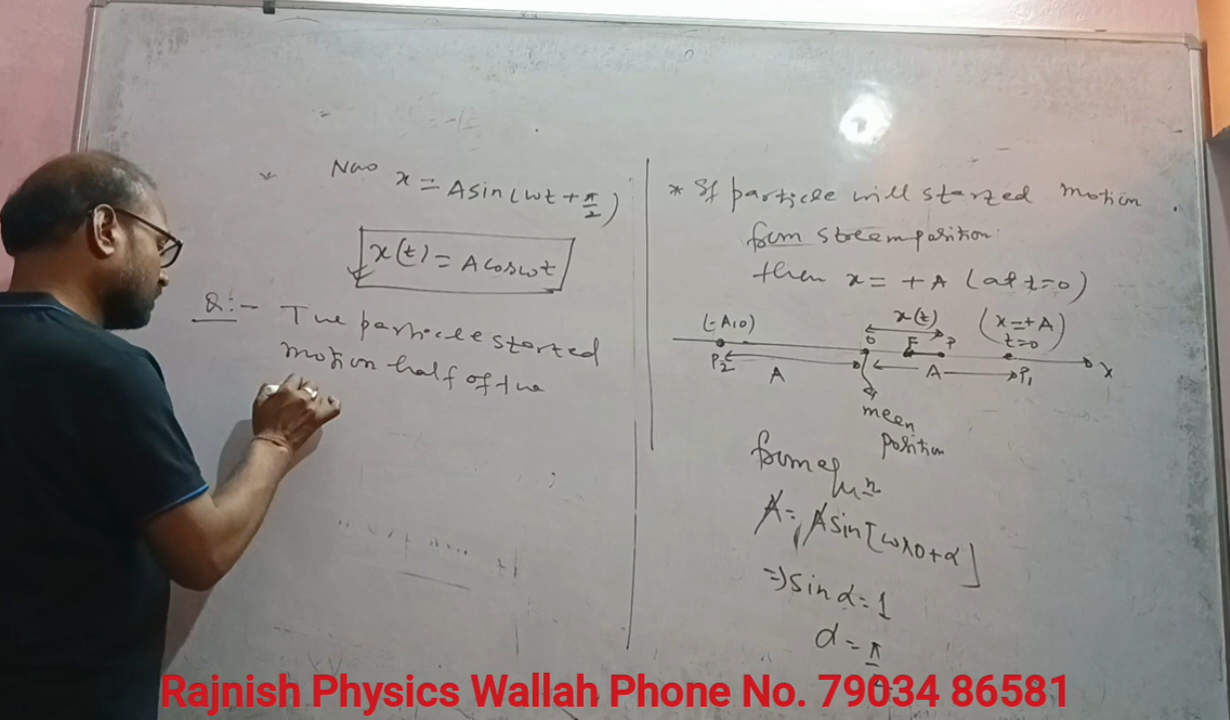 Now x = A sin(ωt + π/2)
x(t) = A cos ωt
Q:- The particle started
motion half of the
* If particle will started motion
from streem position
then x = +A (at t=0)
(-A,0) x(t) (x=+A)
t=0
O F P
P2 A A P1 X
meen
position
from eqn
A = A sin[ω×0+α]
⇒ sin α = 1
α = π
Rajnish Physics Wallah Phone No. 79034 86581